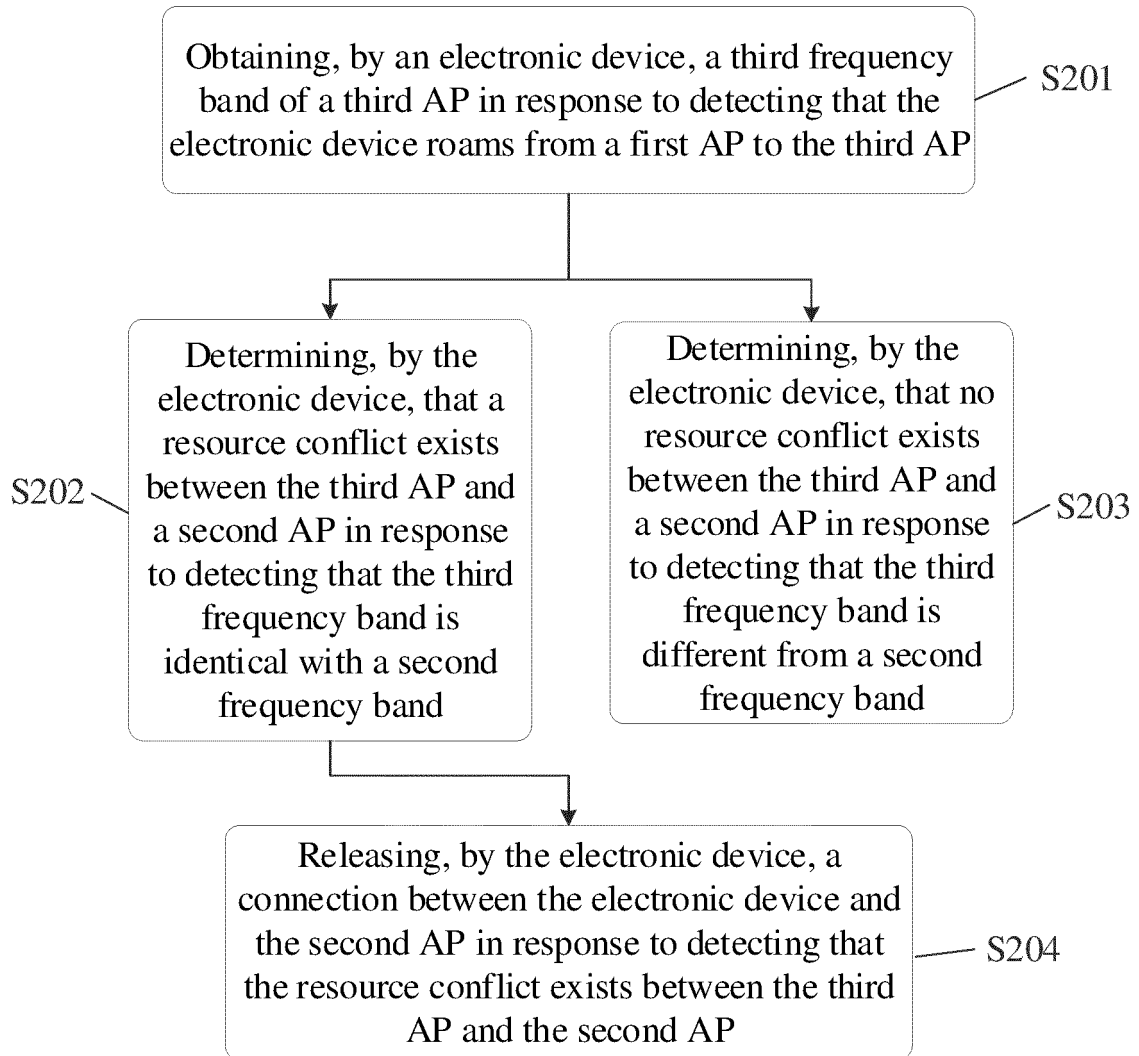 Obtaining, by an electronic device, a third frequency
band of a third AP in response to detecting that the
electronic device roams from a first AP to the third AP
S201
Determining, by the
electronic device, that a
resource conflict exists
between the third AP and
a second AP in response
to detecting that the third
frequency band is
identical with a second
frequency band
S202
Determining, by the
electronic device, that no
resource conflict exists
between the third AP and
a second AP in response
to detecting that the third
frequency band is
different from a second
frequency band
S203
Releasing, by the electronic device, a
connection between the electronic device and
the second AP in response to detecting that
the resource conflict exists between the third
AP and the second AP
S204